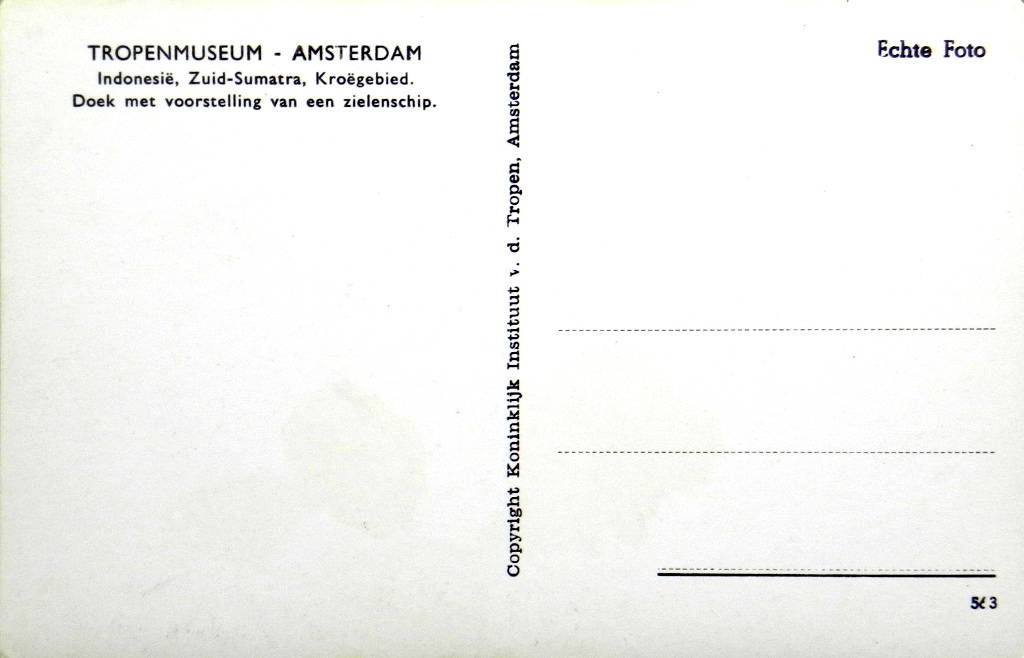 TROPENMUSEUM - AMSTERDAM
Indonesië, Zuid-Sumatra, Kroëgebied.
Doek met voorstelling van een zielenschip.
Copyright Koninklijk Instituut v. d. Tropen, Amsterdam
Echte Foto